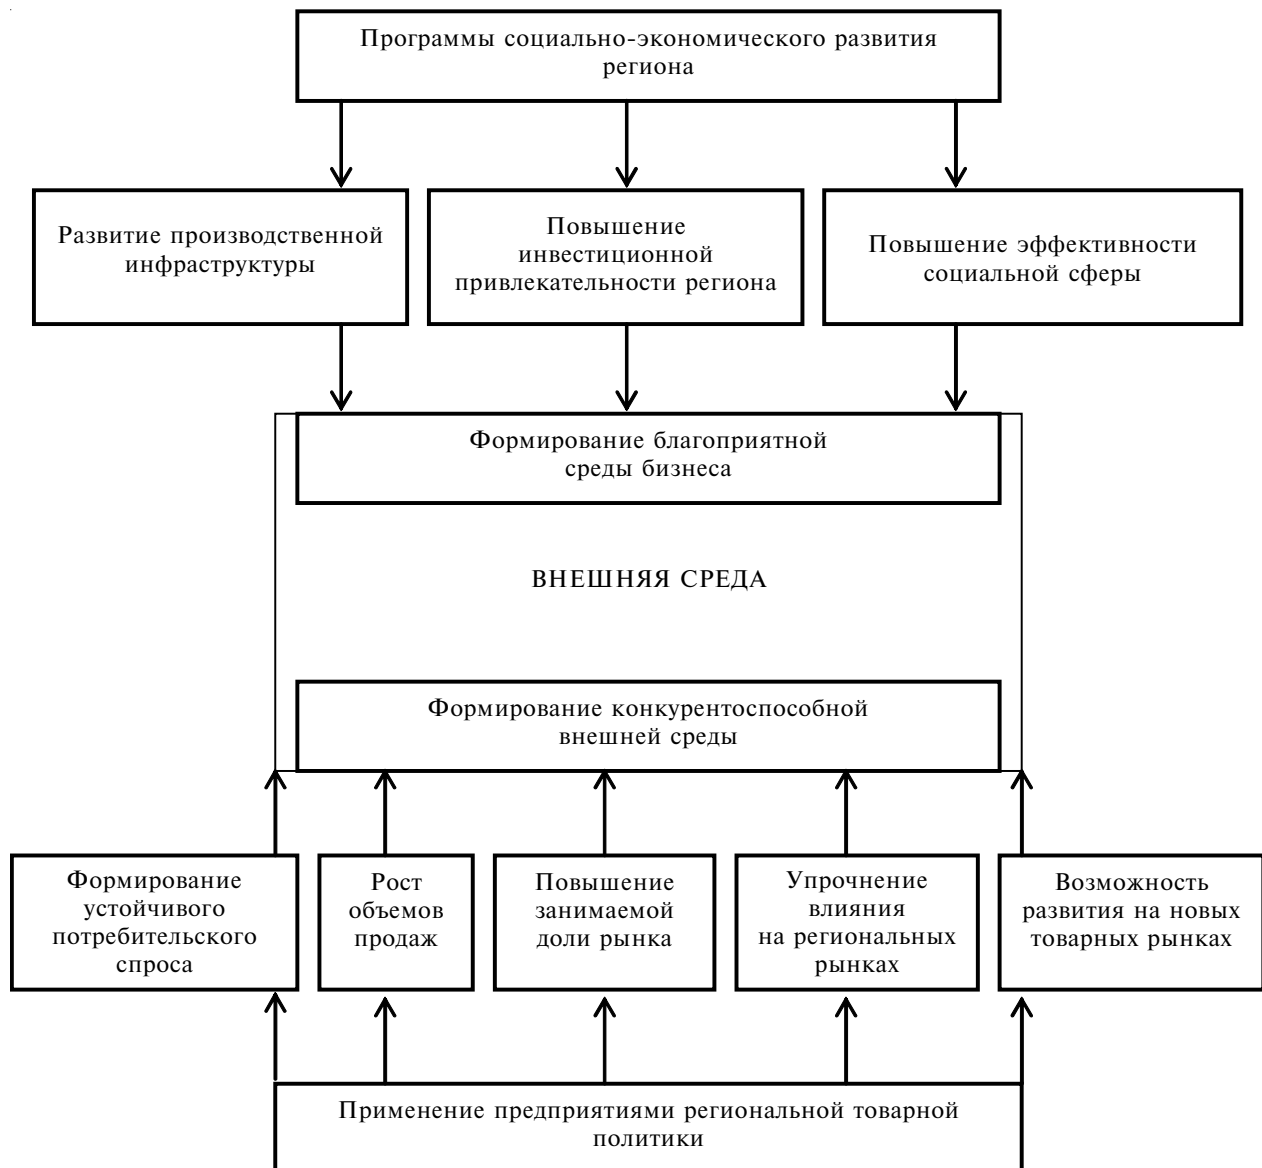 Программы социально-экономического развития
региона
Развитие производственной
инфраструктуры
Повышение
инвестиционной
привлекательности региона
Повышение эффективности
социальной сферы
Формирование благоприятной
среды бизнеса
ВНЕШНЯЯ СРЕДА
Формирование конкурентоспособной
внешней среды
Формирование
устойчивого
потребительского
спроса
Рост
объемов
продаж
Повышение
занимаемой
доли рынка
Упрочнение
влияния
на региональных
рынках
Возможность
развития на новых
товарных рынках
Применение предприятиями региональной товарной
политики